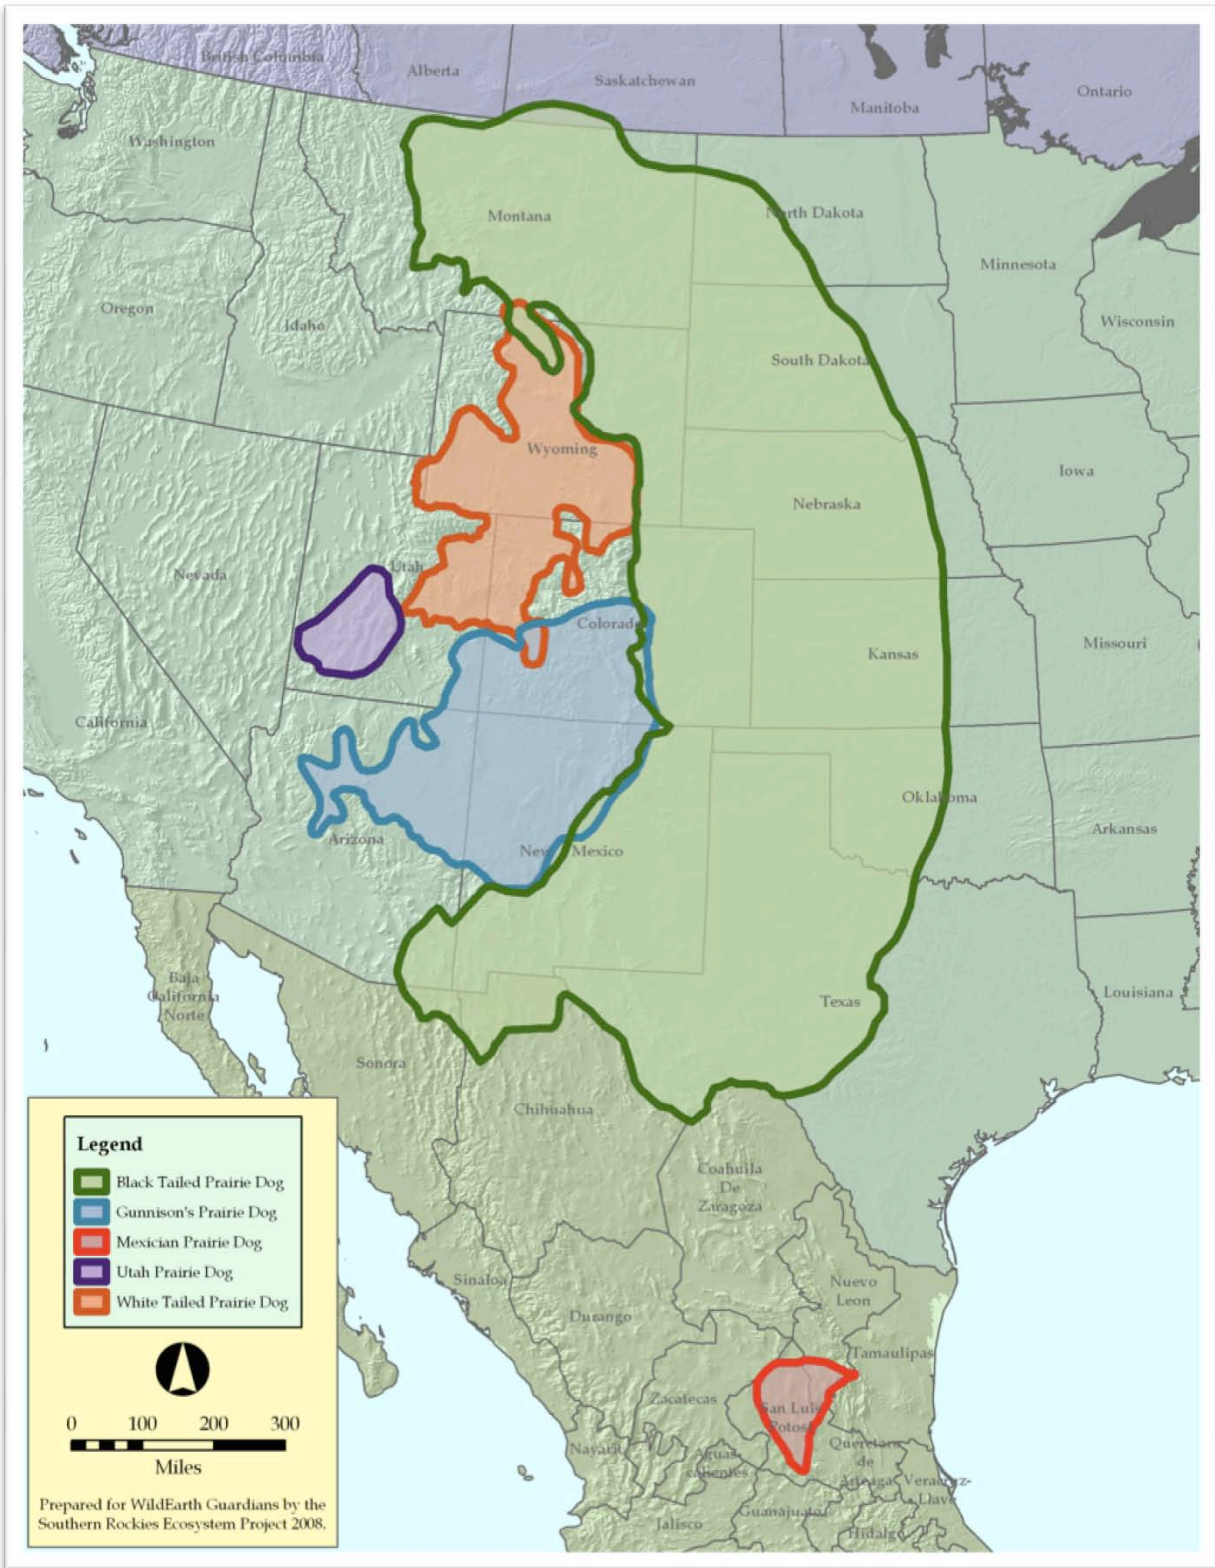 British Columbia
Alberta
Saskatchewan
Manitoba
Ontario
Washington
Montana
North Dakota
Minnesota
Oregon
Idaho
Wisconsin
South Dakota
Wyoming
Iowa
Nebraska
Nevada
Utah
Colorado
Kansas
Missouri
California
Oklahoma
Arizona
New Mexico
Arkansas
Baja
California
Norte
Texas
Louisiana
Sonora
Chihuahua
Coahuila
De
Zaragoza
Sinaloa
Nuevo
Leon
Durango
Tamaulipas
Zacatecas
San Luis
Potosi
Nayarit
Aguas-
calientes
Queretaro
de
Arteaga
Veracruz-
Llave
Guanajuato
Jalisco
Hidalgo
Legend
Black Tailed Prairie Dog
Gunnison's Prairie Dog
Mexician Prairie Dog
Utah Prairie Dog
White Tailed Prairie Dog
0 100 200 300
Miles
Prepared for WildEarth Guardians by the
Southern Rockies Ecosystem Project 2008.